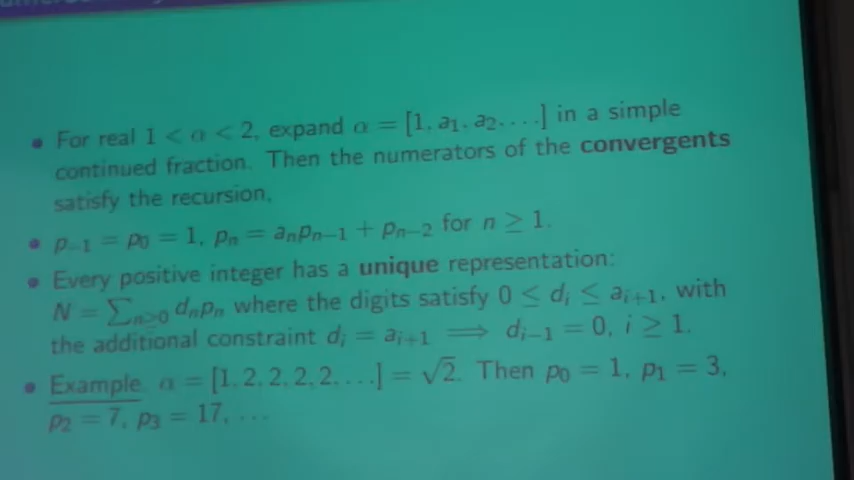 • For real 1 < α < 2, expand α = [1, a₁, a₂, . . .] in a simple
continued fraction. Then the numerators of the convergents
satisfy the recursion,
• p₋₁ = p₀ = 1, pₙ = aₙpₙ₋₁ + pₙ₋₂ for n ≥ 1.
• Every positive integer has a unique representation:
N = ∑ₙ≥₀ dₙpₙ where the digits satisfy 0 ≤ dᵢ ≤ aᵢ₊₁, with
the additional constraint dᵢ = aᵢ₊₁ ⟹ dᵢ₋₁ = 0, i ≥ 1.
• Example. α = [1, 2, 2, 2, 2, . . .] = √2. Then p₀ = 1, p₁ = 3,
p₂ = 7, p₃ = 17, . . .